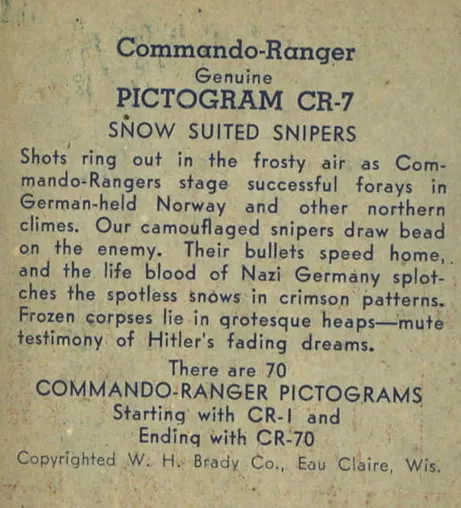 Commando-Ranger
Genuine
PICTOGRAM CR-7
SNOW SUITED SNIPERS
Shots ring out in the frosty air as Com-
mando-Rangers stage successful forays in
German-held Norway and other northern
climes. Our camouflaged snipers draw bead
on the enemy. Their bullets speed home,
and the life blood of Nazi Germany splot-
ches the spotless snows in crimson patterns.
Frozen corpses lie in grotesque heaps—mute
testimony of Hitler's fading dreams.
There are 70
COMMANDO-RANGER PICTOGRAMS
Starting with CR-1 and
Ending with CR-70
Copyrighted W. H. Brady Co., Eau Claire, Wis.